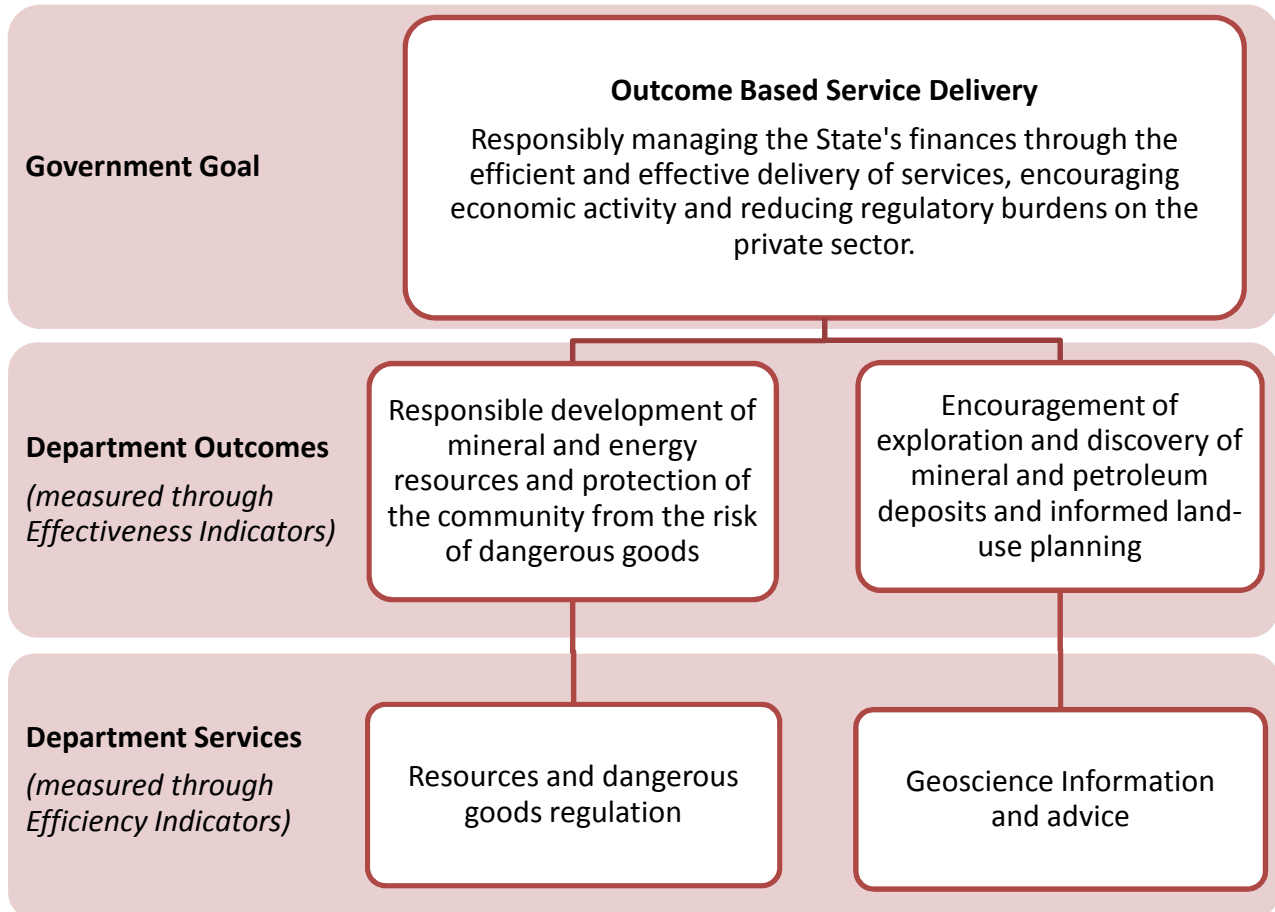 Government Goal
Outcome Based Service Delivery
Responsibly managing the State's finances through the
efficient and effective delivery of services, encouraging
economic activity and reducing regulatory burdens on the
private sector.
Department Outcomes
(measured through
Effectiveness Indicators)
Responsible development of
mineral and energy
resources and protection of
the community from the risk
of dangerous goods
Encouragement of
exploration and discovery of
mineral and petroleum
deposits and informed land-
use planning
Department Services
(measured through
Efficiency Indicators)
Resources and dangerous
goods regulation
Geoscience Information
and advice